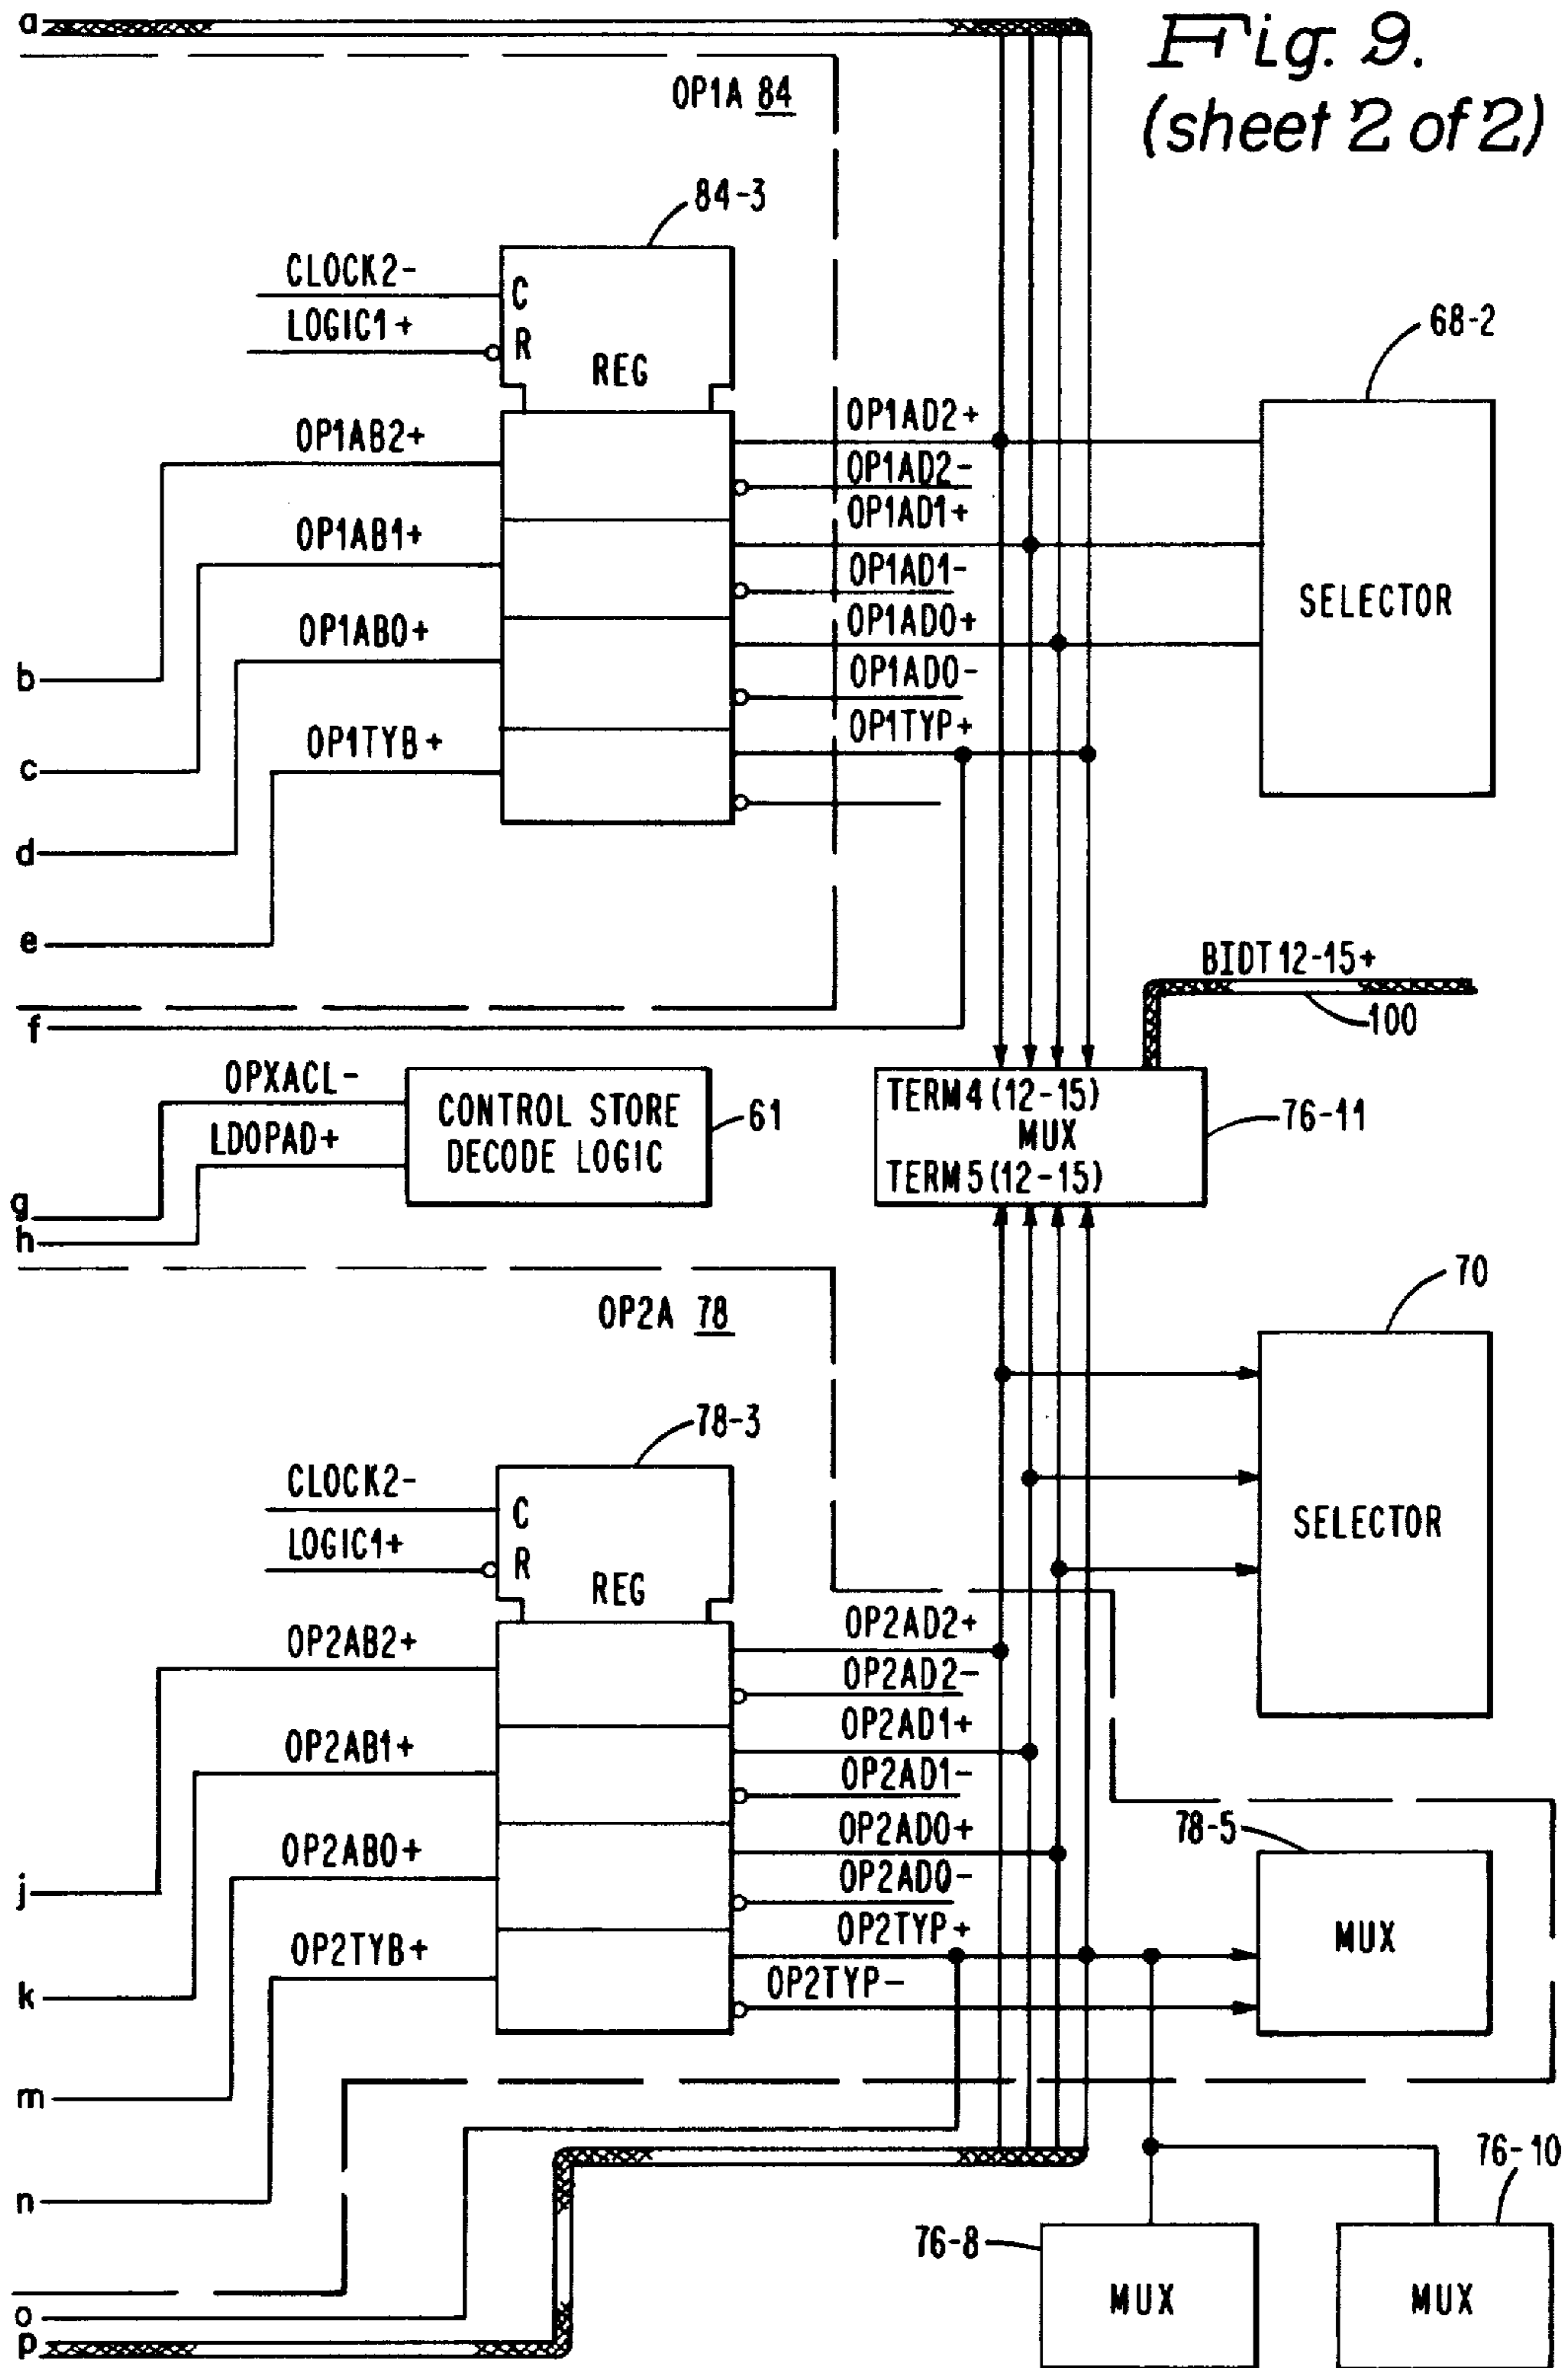 a
Fig. 9.
(sheet 2 of 2)
OP1A 84
84-3
CLOCK2-
C
LOGIC1+
R
REG
68-2
OP1AB2+
OP1AD2+
OP1AD2-
OP1AB1+
OP1AD1+
OP1AD1-
SELECTOR
OP1AB0+
OP1AD0+
b
OP1AD0-
OP1TYB+
OP1TYP+
c
d
e
BIDT12-15+
100
f
OPXACL-
LDOPAD+
CONTROL STORE
DECODE LOGIC
61
TERM4(12-15)
MUX
TERM5(12-15)
76-11
g
h
OP2A 78
70
78-3
CLOCK2-
C
LOGIC1+
R
REG
SELECTOR
OP2AB2+
OP2AD2+
OP2AD2-
OP2AB1+
OP2AD1+
OP2AD1-
OP2AB0+
OP2AD0+
78-5
j
OP2AD0-
OP2TYB+
OP2TYP+
MUX
k
OP2TYP-
m
n
76-10
76-8
MUX
MUX
o
p